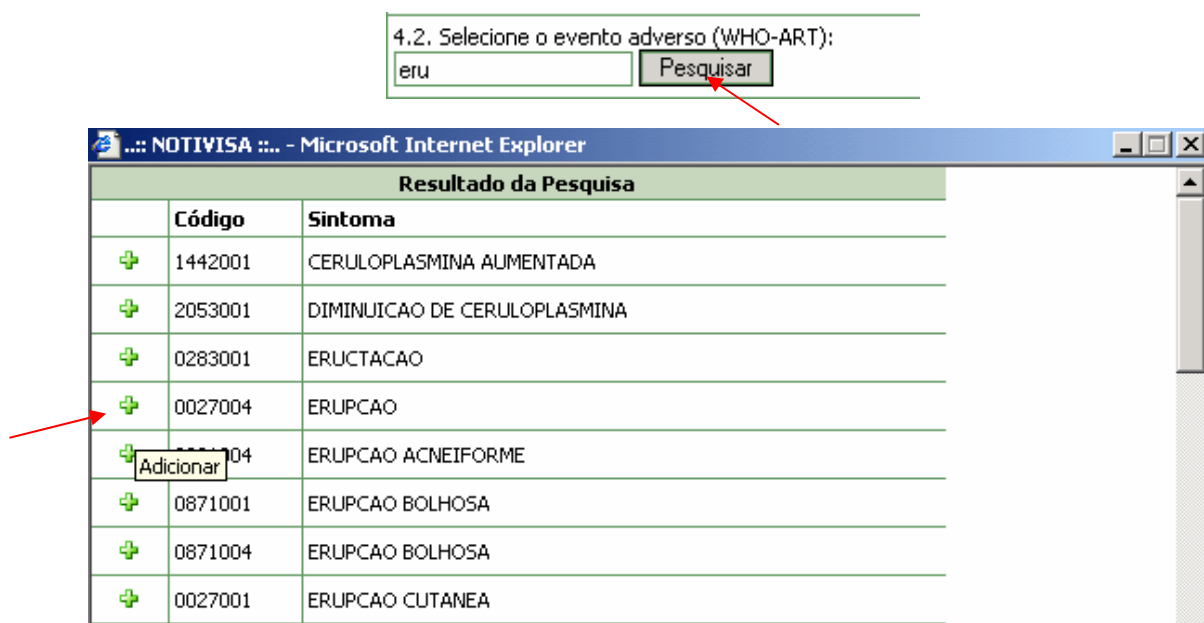 4.2. Selecione o evento adverso (WHO-ART):
eru Pesquisar
..:: NOTIVISA ::.. - Microsoft Internet Explorer
Resultado da Pesquisa
Código Sintoma
1442001 CERULOPLASMINA AUMENTADA
2053001 DIMINUICAO DE CERULOPLASMINA
0283001 ERUCTACAO
0027004 ERUPCAO
Adicionar 04 ERUPCAO ACNEIFORME
0871001 ERUPCAO BOLHOSA
0871004 ERUPCAO BOLHOSA
0027001 ERUPCAO CUTANEA